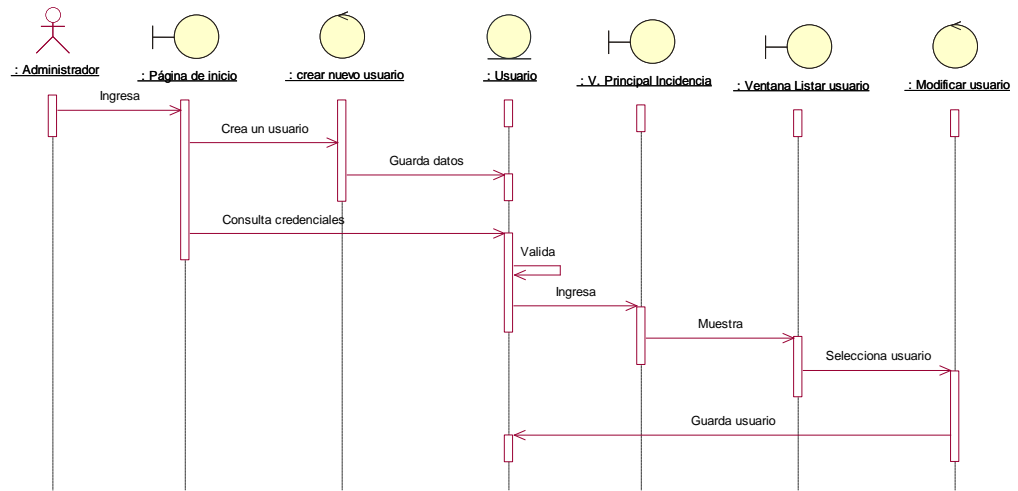 : Administrador
: Página de inicio
: crear nuevo usuario
: Usuario
: V. Principal Incidencia
: Ventana Listar usuario
: Modificar usuario
Ingresa
Crea un usuario
Guarda datos
Consulta credenciales
Valida
Ingresa
Muestra
Selecciona usuario
Guarda usuario